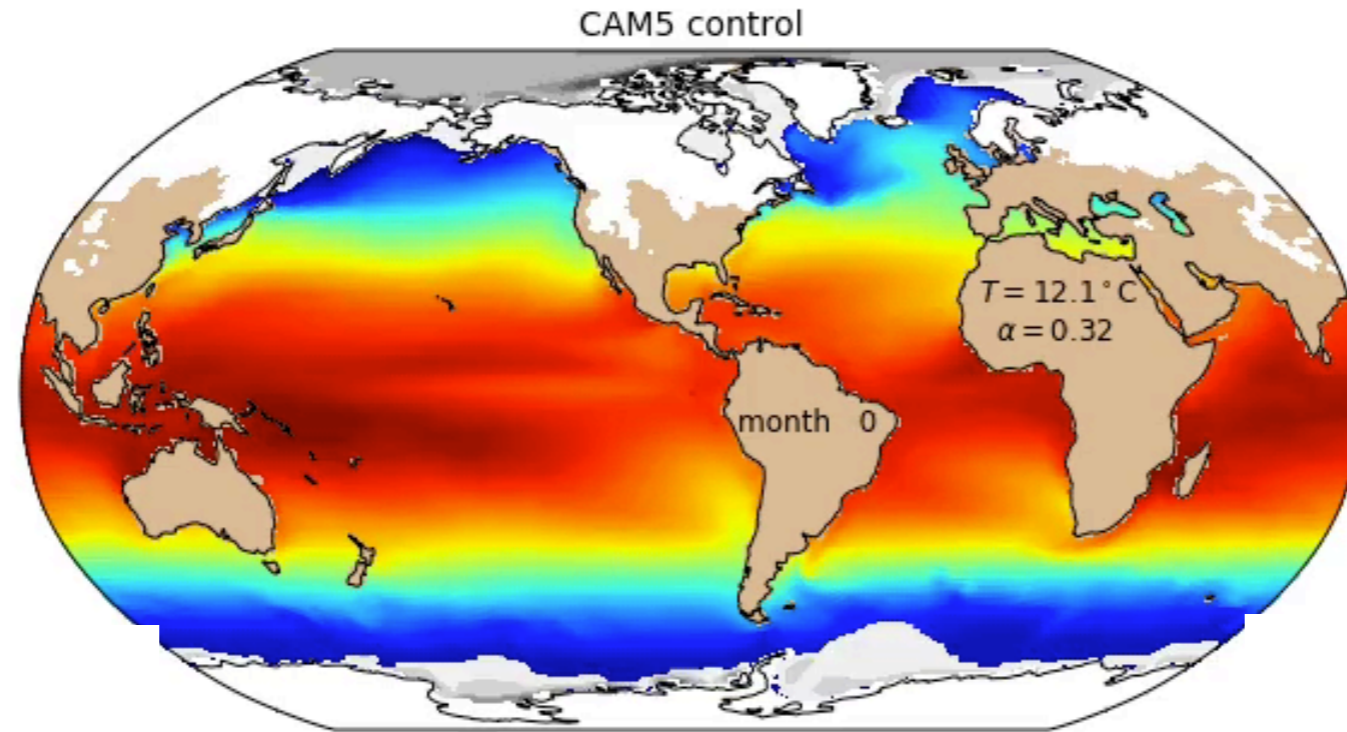 CAM5 control
T = 12.1°C
α = 0.32
month 0